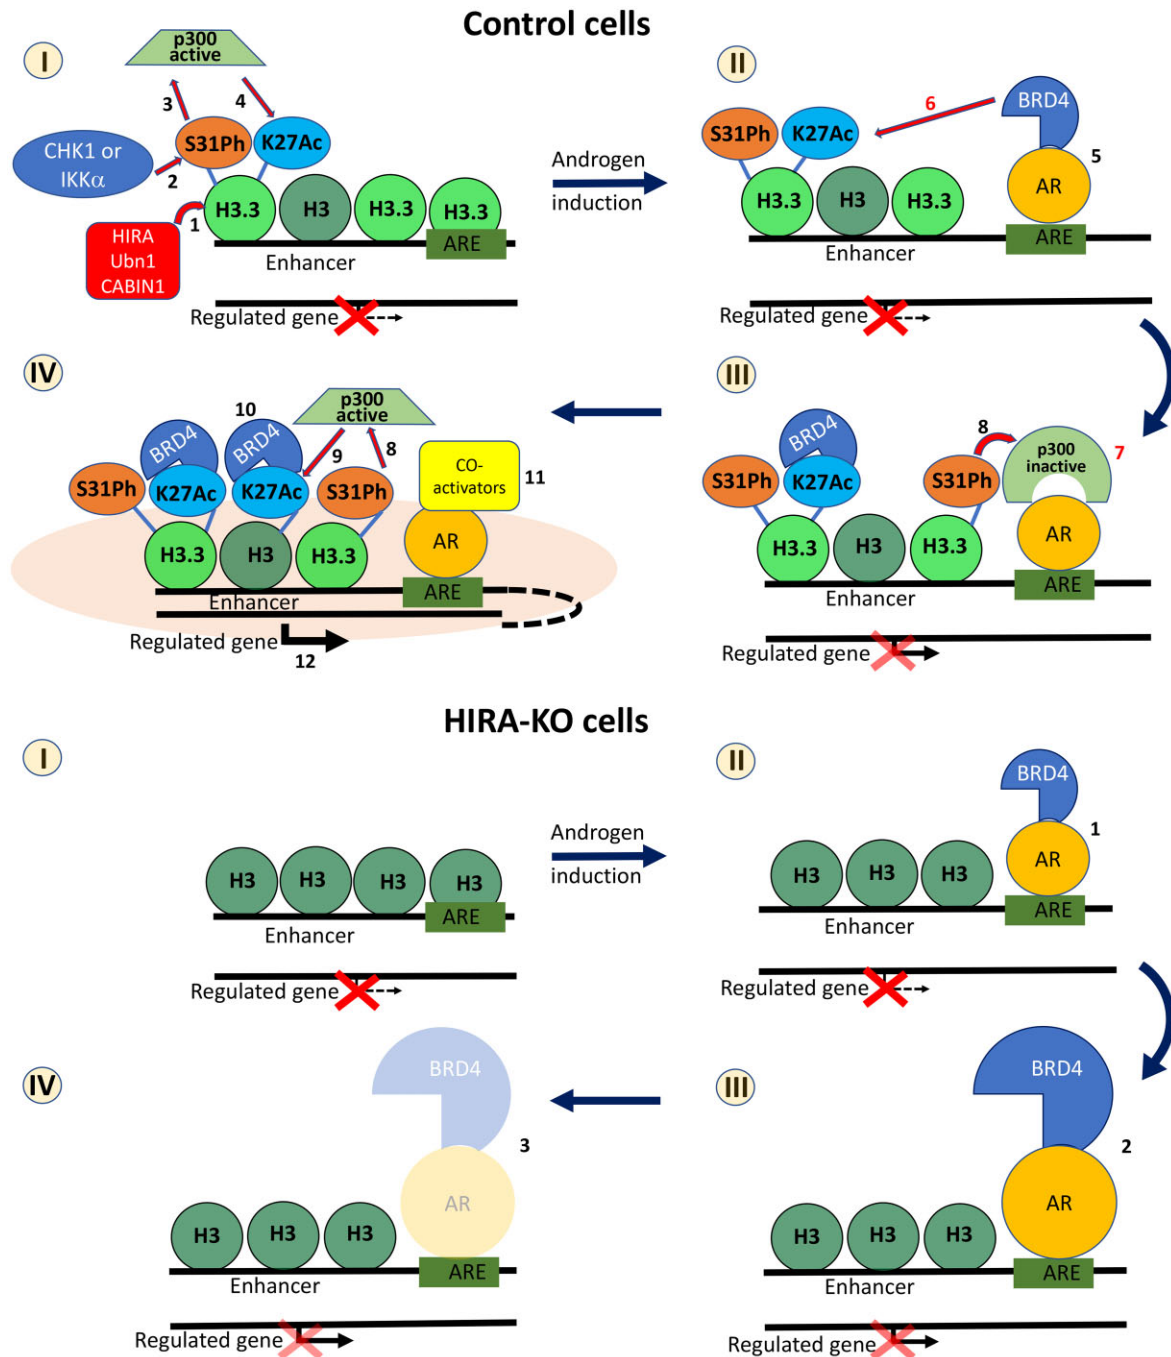 Control cells
I
p300
active
3
4
S31Ph
K27Ac
CHK1 or
IKKα
2
1
H3.3
H3
H3.3
H3.3
HIRA
Ubn1
CABIN1
ARE
Enhancer
Regulated gene
Androgen
induction
II
BRD4
6
S31Ph
K27Ac
5
AR
H3.3
H3
H3.3
ARE
Enhancer
Regulated gene
III
BRD4
8
p300
inactive
7
S31Ph
K27Ac
S31Ph
AR
H3.3
H3
H3.3
ARE
Enhancer
Regulated gene
IV
10
p300
active
BRD4
BRD4
9
8
CO-
activators
11
S31Ph
K27Ac
K27Ac
S31Ph
AR
H3.3
H3
H3.3
ARE
Enhancer
Regulated gene
12
HIRA-KO cells
I
H3
H3
H3
H3
ARE
Enhancer
Regulated gene
Androgen
induction
II
BRD4
1
AR
H3
H3
H3
ARE
Enhancer
Regulated gene
III
BRD4
2
AR
H3
H3
H3
ARE
Enhancer
Regulated gene
IV
BRD4
3
AR
H3
H3
H3
ARE
Enhancer
Regulated gene